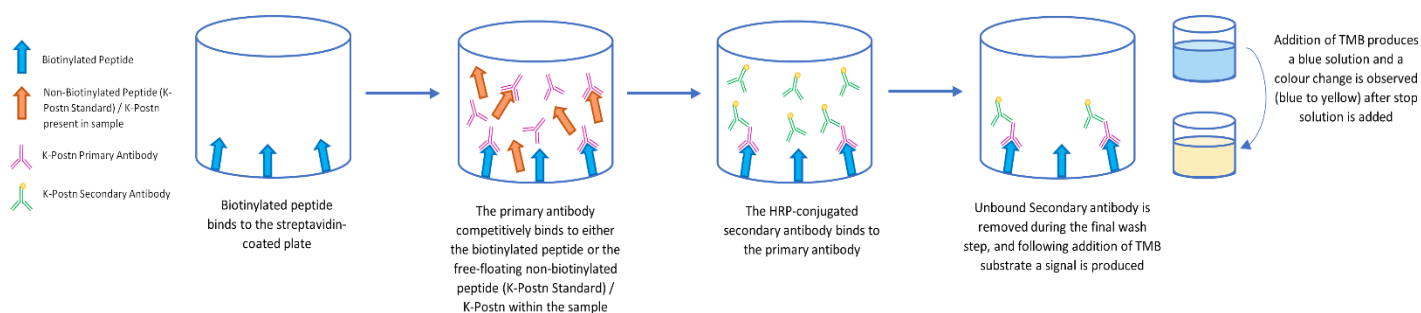 Biotinylated Peptide
Non-Biotinylated Peptide (K-
Postn Standard) / K-Postn
present in sample
K-Postn Primary Antibody
K-Postn Secondary Antibody
Biotinylated peptide
binds to the streptavidin-
coated plate
The primary antibody
competitively binds to either
the biotinylated peptide or the
free-floating non-biotinylated
peptide (K-Postn Standard) /
K-Postn within the sample
The HRP-conjugated
secondary antibody binds to
the primary antibody
Unbound Secondary antibody is
removed during the final wash
step, and following addition of TMB
substrate a signal is produced
Addition of TMB produces
a blue solution and a
colour change is observed
(blue to yellow) after stop
solution is added